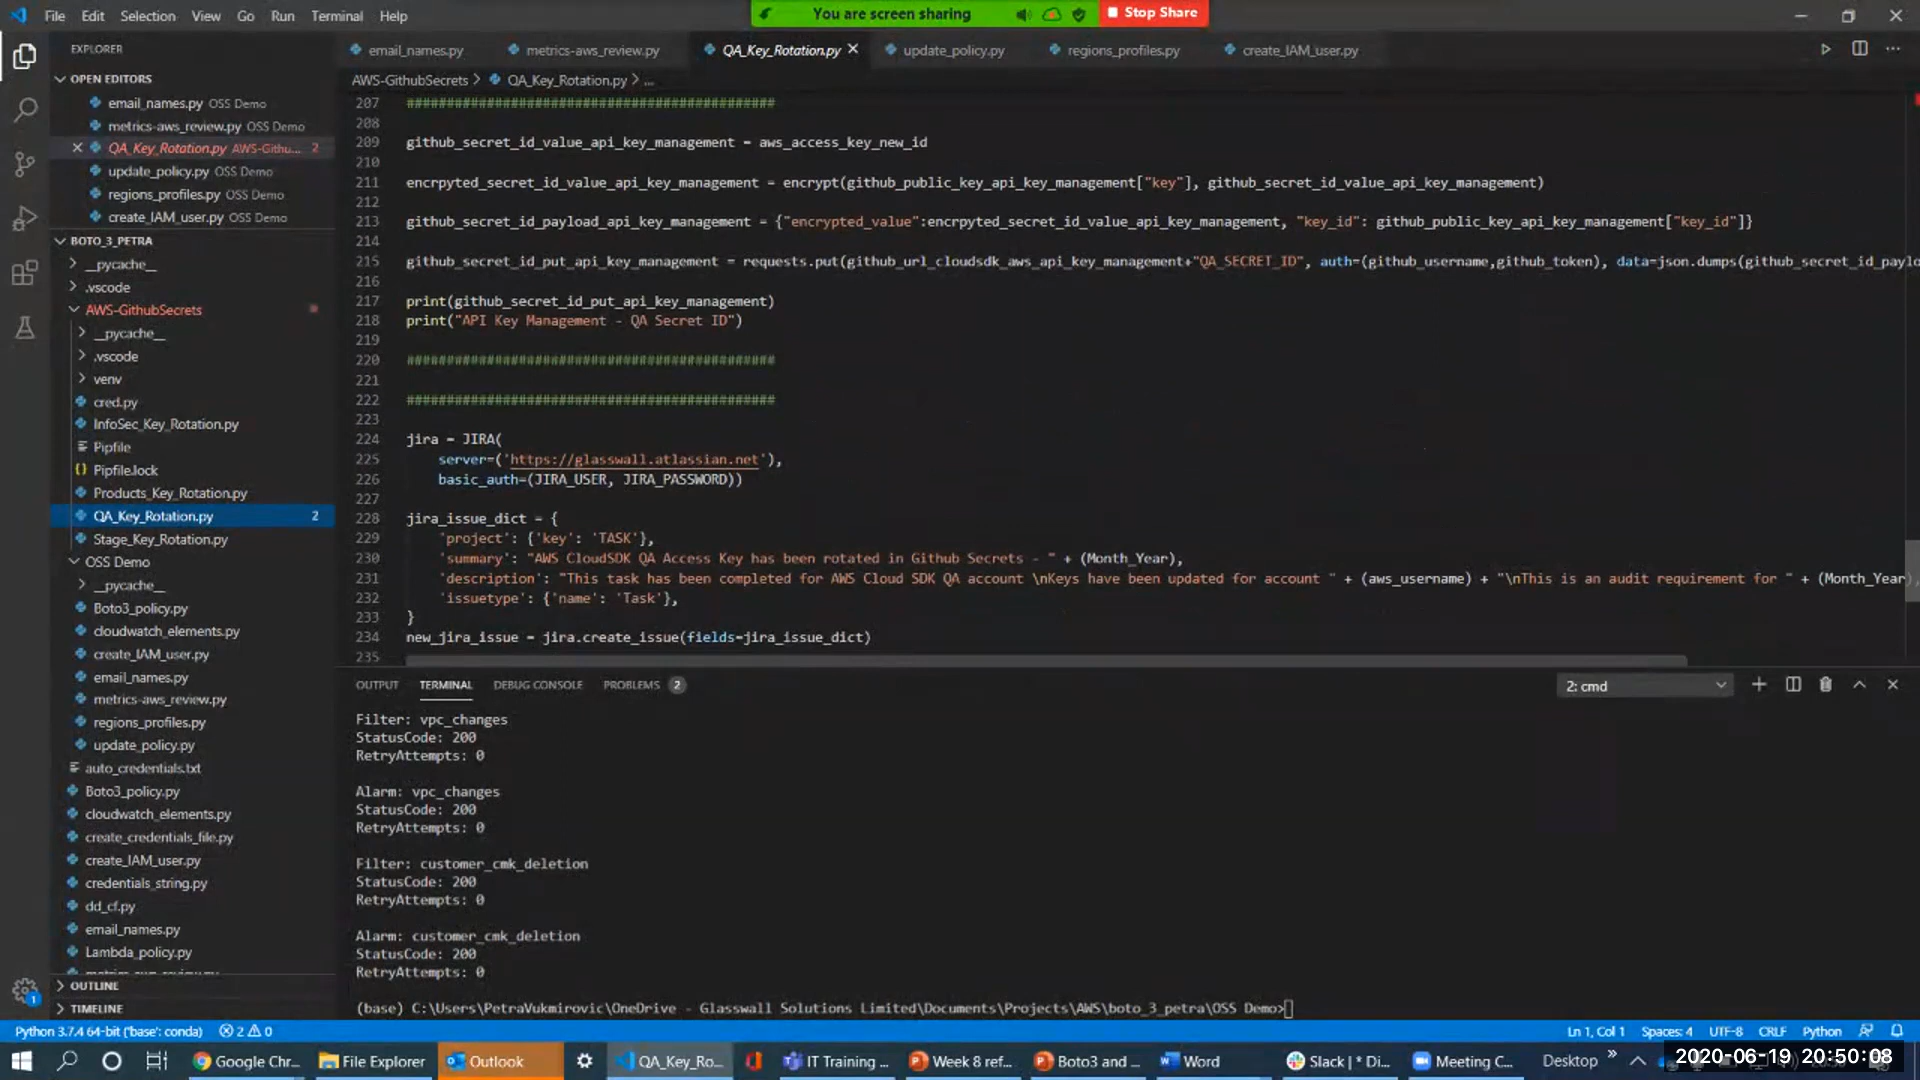 File Edit Selection View Go Run Terminal Help
You are screen sharing
Stop Share
EXPLORER
email_names.py
metrics-aws_review.py
QA_Key_Rotation.py
update_policy.py
regions_profiles.py
create_IAM_user.py
OPEN EDITORS
AWS-GithubSecrets > QA_Key_Rotation.py > ...
email_names.py OSS Demo
metrics-aws_review.py OSS Demo
QA_Key_Rotation.py AWS-Githu... 2
update_policy.py OSS Demo
regions_profiles.py OSS Demo
create_IAM_user.py OSS Demo
BOTO_3_PETRA
__pycache__
.vscode
AWS-GithubSecrets
__pycache__
.vscode
venv
cred.py
InfoSec_Key_Rotation.py
Pipfile
Pipfile.lock
Products_Key_Rotation.py
QA_Key_Rotation.py 2
Stage_Key_Rotation.py
OSS Demo
__pycache__
Boto3_policy.py
cloudwatch_elements.py
create_IAM_user.py
email_names.py
metrics-aws_review.py
regions_profiles.py
update_policy.py
auto_credentials.txt
Boto3_policy.py
cloudwatch_elements.py
create_credentials_file.py
create_IAM_user.py
credentials_string.py
dd_cf.py
email_names.py
Lambda_policy.py
OUTLINE
TIMELINE
207 ##############################################
208
209 github_secret_id_value_api_key_management = aws_access_key_new_id
210
211 encrpyted_secret_id_value_api_key_management = encrypt(github_public_key_api_key_management["key"], github_secret_id_value_api_key_management)
212
213 github_secret_id_payload_api_key_management = {"encrypted_value":encrpyted_secret_id_value_api_key_management, "key_id": github_public_key_api_key_management["key_id"]}
214
215 github_secret_id_put_api_key_management = requests.put(github_url_cloudsdk_aws_api_key_management+"QA_SECRET_ID", auth=(github_username,github_token), data=json.dumps(github_secret_id_paylo
216
217 print(github_secret_id_put_api_key_management)
218 print("API Key Management - QA Secret ID")
219
220 ##############################################
221
222 ##############################################
223
224 jira = JIRA(
225 server=('https://glasswall.atlassian.net'),
226 basic_auth=(JIRA_USER, JIRA_PASSWORD))
227
228 jira_issue_dict = {
229 'project': {'key': 'TASK'},
230 'summary': "AWS CloudSDK QA Access Key has been rotated in Github Secrets - " + (Month_Year),
231 'description': "This task has been completed for AWS Cloud SDK QA account \nKeys have been updated for account " + (aws_username) + "\nThis is an audit requirement for " + (Month_Year),
232 'issuetype': {'name': 'Task'},
233 }
234 new_jira_issue = jira.create_issue(fields=jira_issue_dict)
235
OUTPUT TERMINAL DEBUG CONSOLE PROBLEMS 2
2: cmd
Filter: vpc_changes
StatusCode: 200
RetryAttempts: 0
Alarm: vpc_changes
StatusCode: 200
RetryAttempts: 0
Filter: customer_cmk_deletion
StatusCode: 200
RetryAttempts: 0
Alarm: customer_cmk_deletion
StatusCode: 200
RetryAttempts: 0
(base) C:\Users\PetraVukmirovic\OneDrive - Glasswall Solutions Limited\Documents\Projects\AWS\boto_3_petra\OSS Demo>
1
Python 3.7.4 64-bit ('base': conda) 2 0
Ln 1, Col 1 Spaces: 4 UTF-8 CRLF Python
Google Chr...
File Explorer
Outlook
QA_Key_Ro...
IT Training ...
Week 8 ref...
Boto3 and ...
Word
Slack | * Di...
Meeting C...
Desktop
2020-06-19 20:50:08